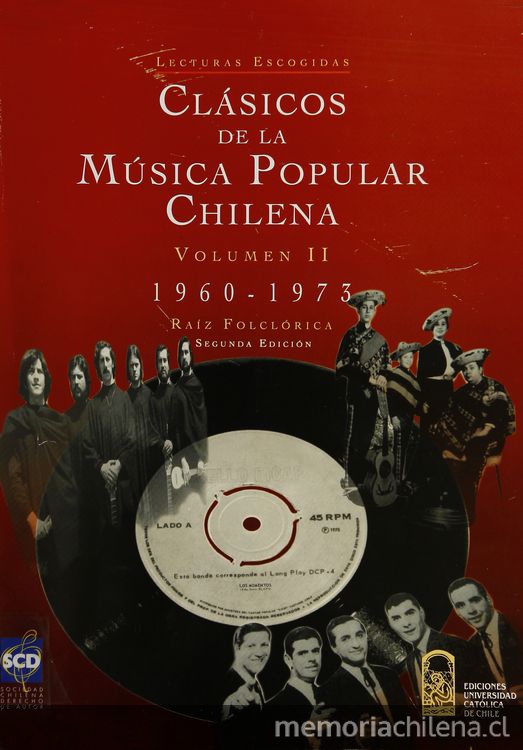 LECTURAS ESCOGIDAS
CLÁSICOS
DE LA
MÚSICA POPULAR
CHILENA
VOLUMEN II
1960 - 1973
RAÍZ FOLCLÓRICA
SEGUNDA EDICIÓN
LADO A
45 RPM
Esta banda corresponde al Long Play DCP-4
LOS MOMENTOS
SCD
SOCIEDAD
CHILENA
DERECHO
DE AUTOR
EDICIONES
UNIVERSIDAD
CATÓLICA
DE CHILE
memoriachilena.cl